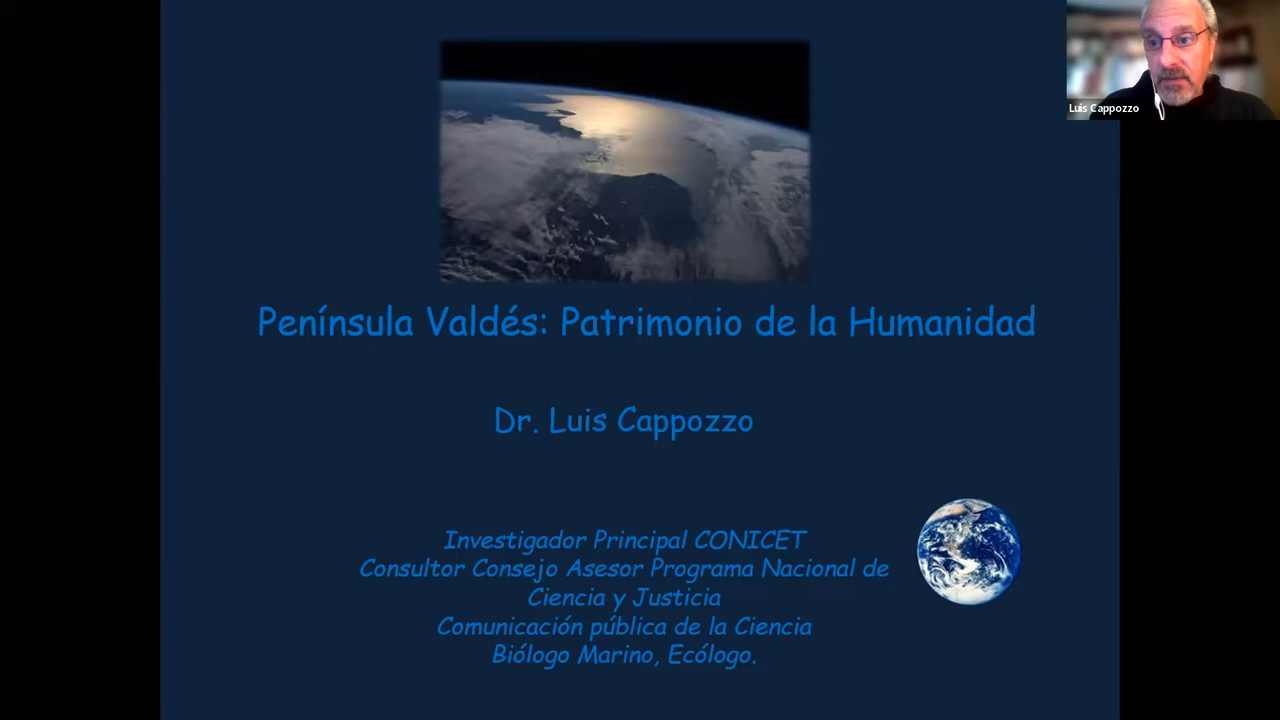 Luis Cappozzo
Península Valdés: Patrimonio de la Humanidad
Dr. Luis Cappozzo
Investigador Principal CONICET
Consultor Consejo Asesor Programa Nacional de
Ciencia y Justicia
Comunicación pública de la Ciencia
Biólogo Marino, Ecólogo.